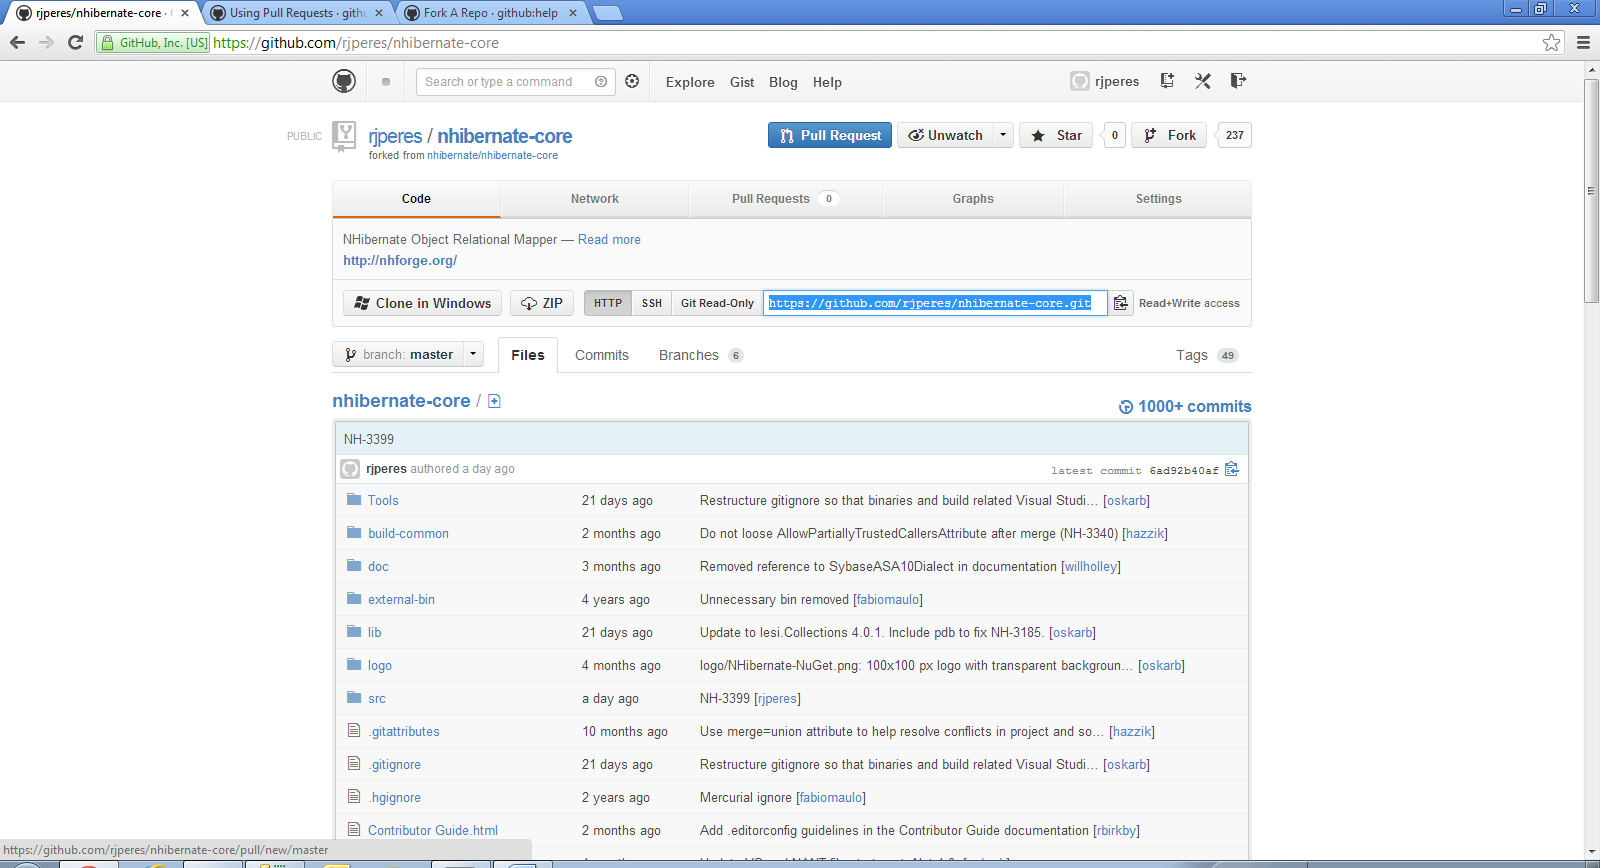 rjperes/nhibernate-core ·
Using Pull Requests · gith
Fork A Repo · github:help
GitHub, Inc. [US] https://github.com/rjperes/nhibernate-core
Search or type a command
Explore Gist Blog Help
rjperes
PUBLIC
rjperes / nhibernate-core
forked from nhibernate/nhibernate-core
Pull Request
Unwatch
Star
0
Fork
237
Code
Network
Pull Requests 0
Graphs
Settings
NHibernate Object Relational Mapper — Read more
http://nhforge.org/
Clone in Windows
ZIP
HTTP
SSH
Git Read-Only
https://github.com/rjperes/nhibernate-core.git
Read+Write access
branch: master
Files
Commits
Branches 6
Tags 49
nhibernate-core /
1000+ commits
NH-3399
rjperes authored a day ago
latest commit 6ad92b40af
Tools 21 days ago Restructure gitignore so that binaries and build related Visual Studi… [oskarb]
build-common 2 months ago Do not loose AllowPartiallyTrustedCallersAttribute after merge (NH-3340) [hazzik]
doc 3 months ago Removed reference to SybaseASA10Dialect in documentation [willholley]
external-bin 4 years ago Unnecessary bin removed [fabiomaulo]
lib 21 days ago Update to Iesi.Collections 4.0.1. Include pdb to fix NH-3185. [oskarb]
logo 4 months ago logo/NHibernate-NuGet.png: 100x100 px logo with transparent backgroun… [oskarb]
src a day ago NH-3399 [rjperes]
.gitattributes 10 months ago Use merge=union attribute to help resolve conflicts in project and so… [hazzik]
.gitignore 21 days ago Restructure gitignore so that binaries and build related Visual Studi… [oskarb]
.hgignore 2 years ago Mercurial ignore [fabiomaulo]
Contributor Guide.html 2 months ago Add .editorconfig guidelines in the Contributor Guide documentation [rbirkby]
https://github.com/rjperes/nhibernate-core/pull/new/master